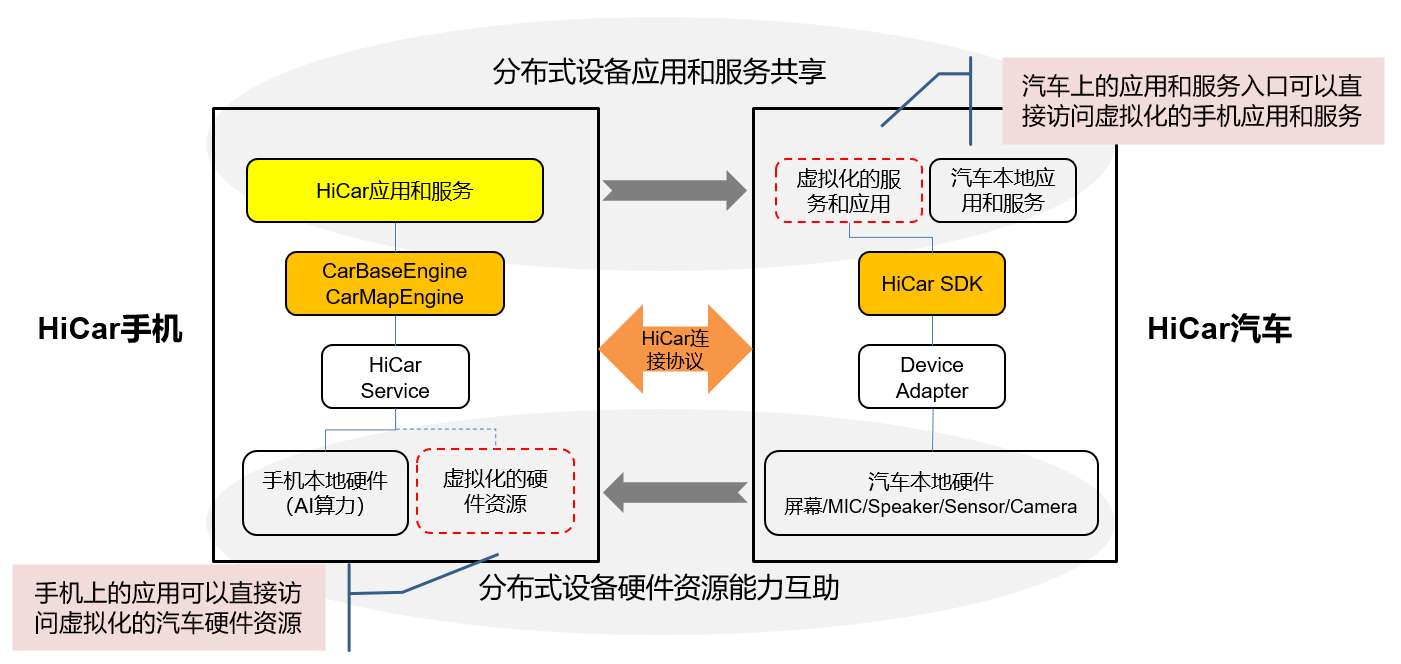 分布式设备应用和服务共享
汽车上的应用和服务入口可以直
接访问虚拟化的手机应用和服务
HiCar应用和服务
虚拟化的服
务和应用
汽车本地应
用和服务
CarBaseEngine
CarMapEngine
HiCar SDK
HiCar手机
HiCar连
接协议
HiCar汽车
HiCar
Service
Device
Adapter
手机本地硬件
（AI算力）
虚拟化的硬
件资源
汽车本地硬件
屏幕/MIC/Speaker/Sensor/Camera
手机上的应用可以直接访
问虚拟化的汽车硬件资源
分布式设备硬件资源能力互助